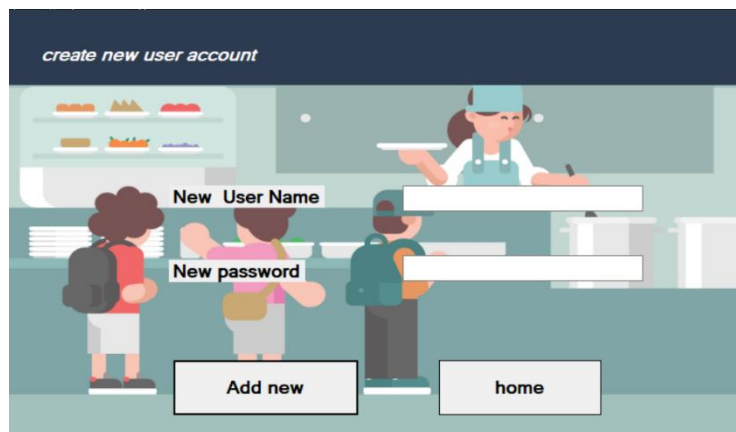 create new user account
New  User Name
New password
Add new
home